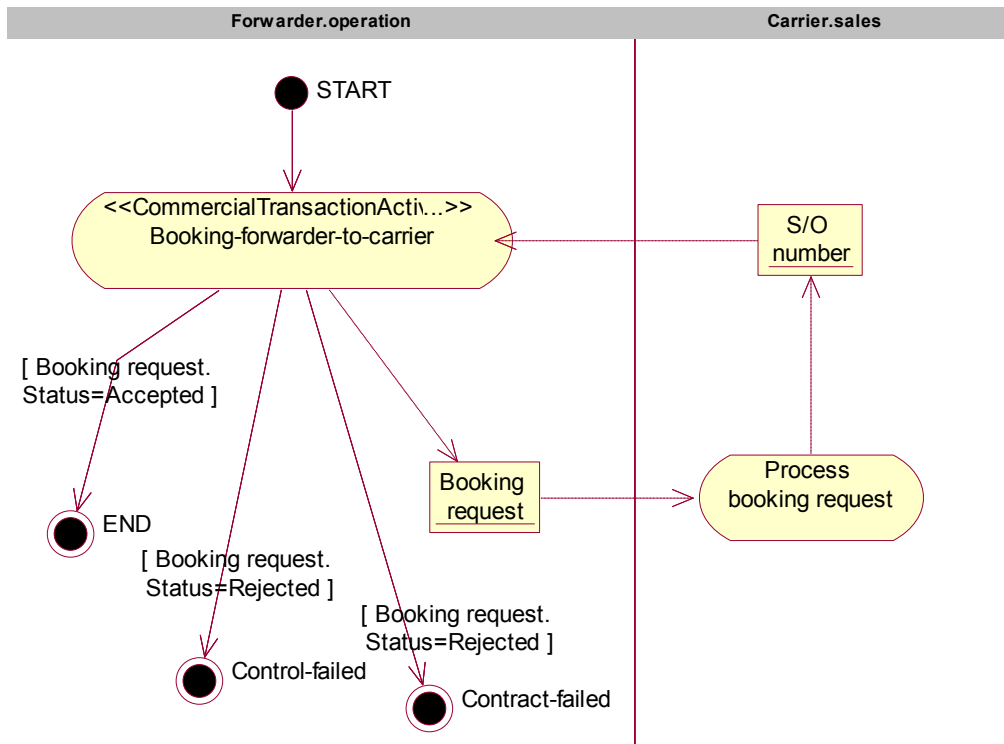 Forwarder.operation
Carrier.sales
START
<<CommercialTransactionActi\...>>
Booking-forwarder-to-carrier
S/O
number
[ Booking request.
Status=Accepted ]
Booking
request
Process
booking request
END
[ Booking request.
Status=Rejected ]
[ Booking request.
Status=Rejected ]
Control-failed
Contract-failed